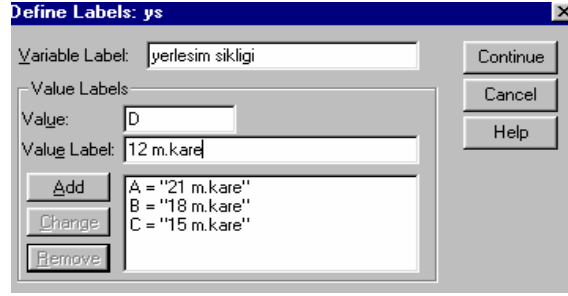 Define Labels: ys
Variable Label: yerlesim sikligi
Continue
Value Labels
Cancel
Value: D
Help
Value Label: 12 m.kare
Add
A = "21 m.kare"
B = "18 m.kare"
Change
C = "15 m.kare"
Remove